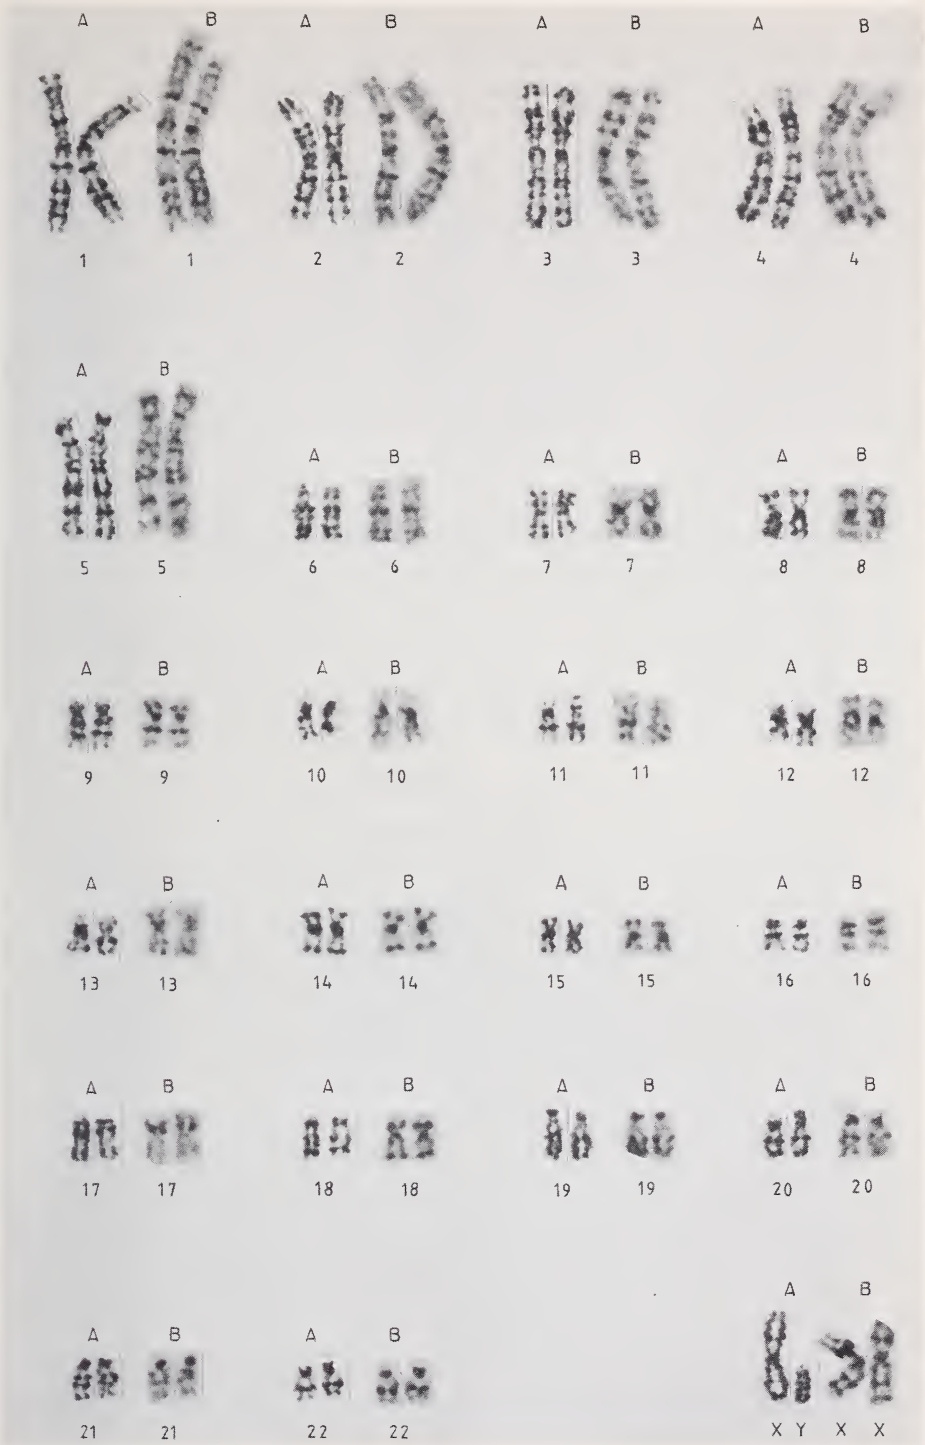 A B A B A B A B
1 1 2 2 3 3 4 4
A B
A B A B A B
5 5 6 6 7 7 8 8
A B A B A B A B
9 9 10 10 11 11 12 12
A B A B A B A B
13 13 14 14 15 15 16 16
A B A B A B A B
17 17 18 18 19 19 20 20
A B
A B A B
21 21 22 22 X Y X X